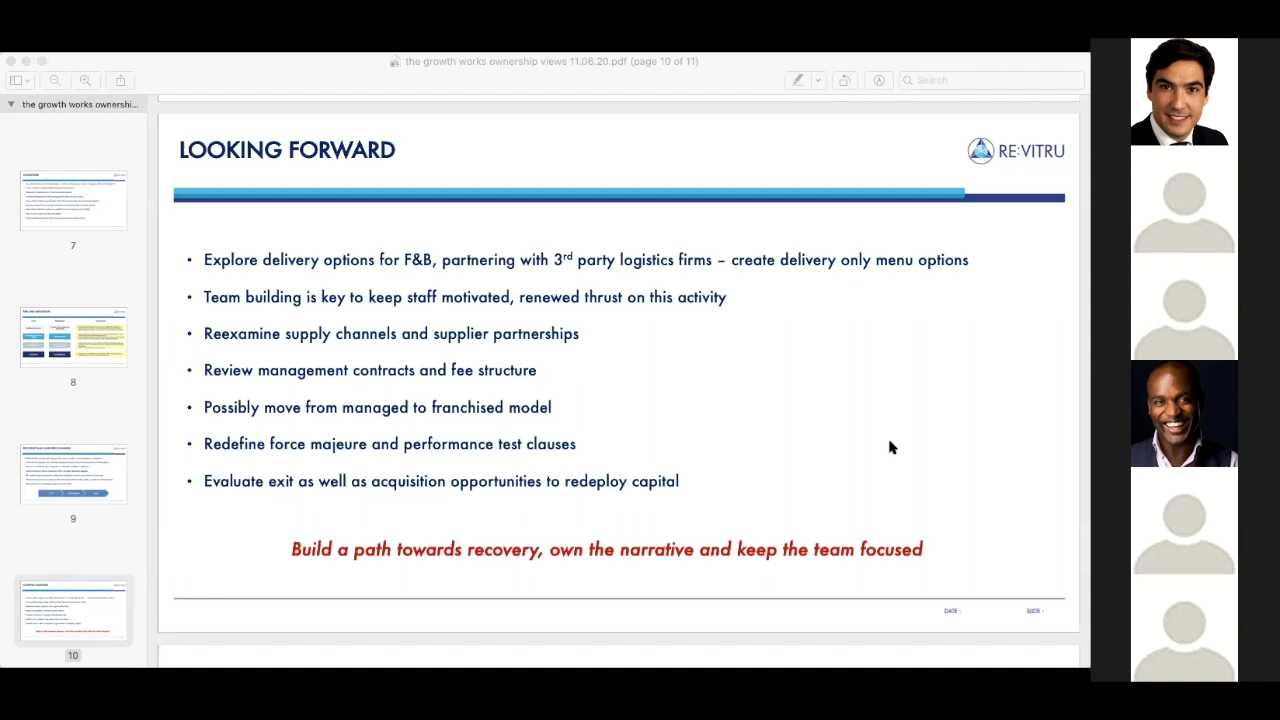 the growth works ownership views 11.06.20.pdf (page 10 of 11)
Search
the growth works ownershi...
7
8
9
10
LOOKING FORWARD
RE:VITRU
• Explore delivery options for F&B, partnering with 3rd party logistics firms – create delivery only menu options
• Team building is key to keep staff motivated, renewed thrust on this activity
• Reexamine supply channels and supplier partnerships
• Review management contracts and fee structure
• Possibly move from managed to franchised model
• Redefine force majeure and performance test clauses
• Evaluate exit as well as acquisition opportunities to redeploy capital
Build a path towards recovery, own the narrative and keep the team focused
DATE : SLIDE :